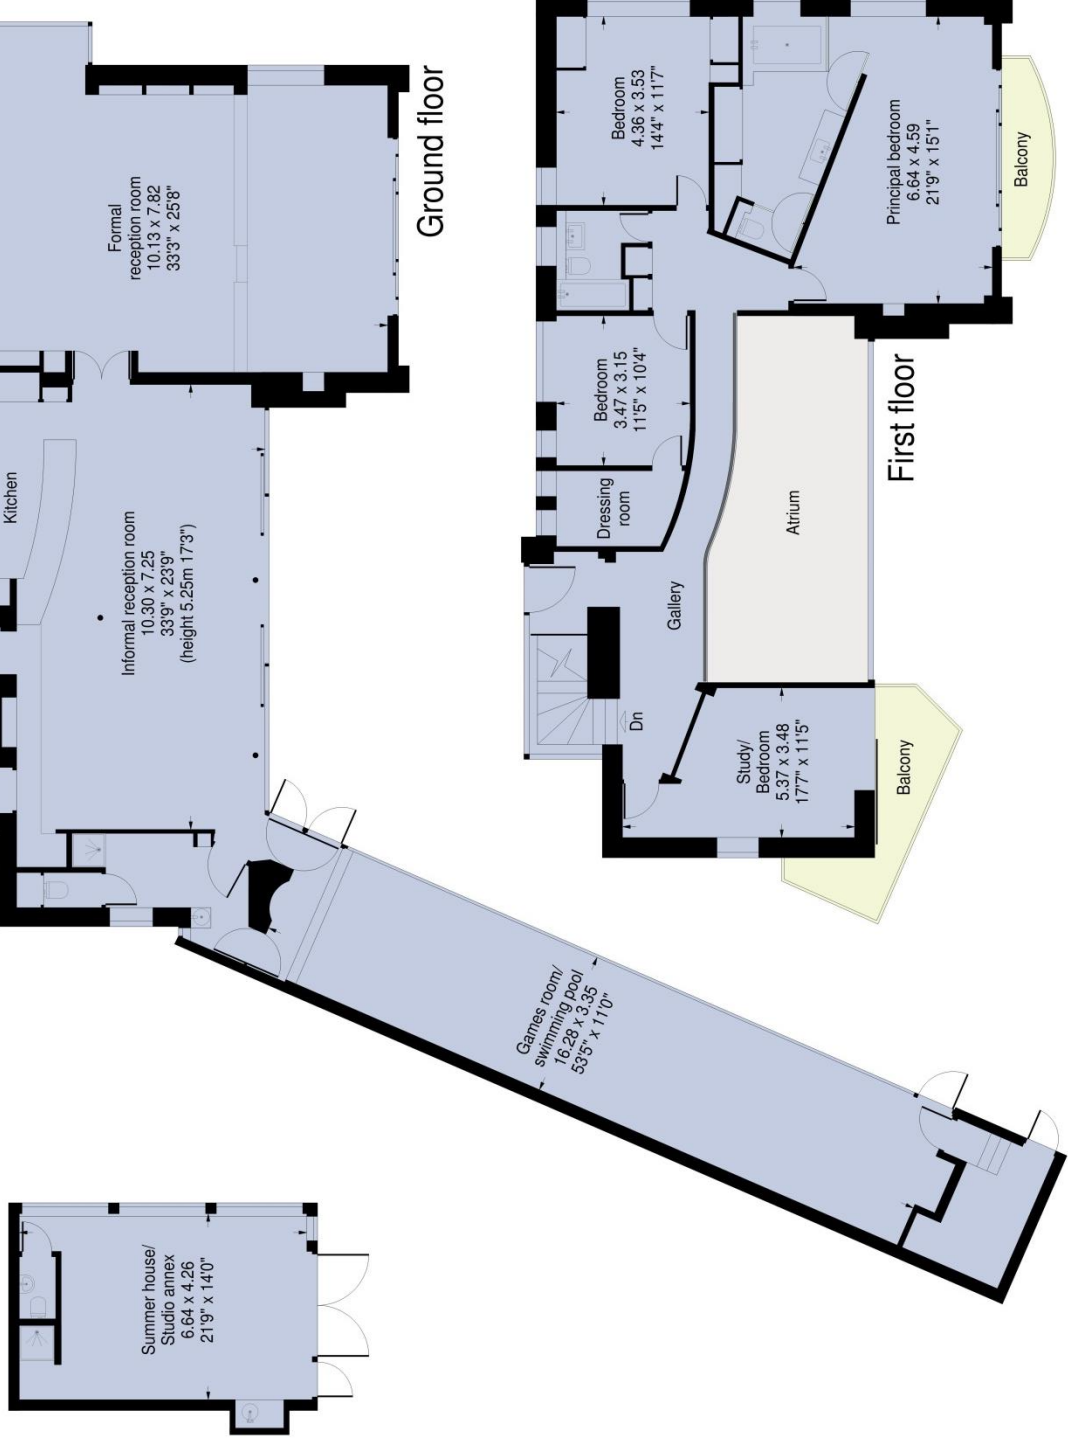 Ground floor
Formal
reception room
10.13 x 7.82
33'3" x 25'8"
Kitchen
Informal reception room
10.30 x 7.25
33'9" x 23'9"
(height 5.25m 17'3")
Games room/
swimming pool
16.28 x 3.35
53'5" x 11'0"
Summer house/
Studio annex
6.64 x 4.26
21'9" x 14'0"
First floor
Bedroom
4.36 x 3.53
14'4" x 11'7"
Principal bedroom
6.64 x 4.59
21'9" x 15'1"
Balcony
Bedroom
3.47 x 3.15
11'5" x 10'4"
Dressing
room
Gallery
Atrium
Dn
Study/
Bedroom
5.37 x 3.48
17'7" x 11'5"
Balcony